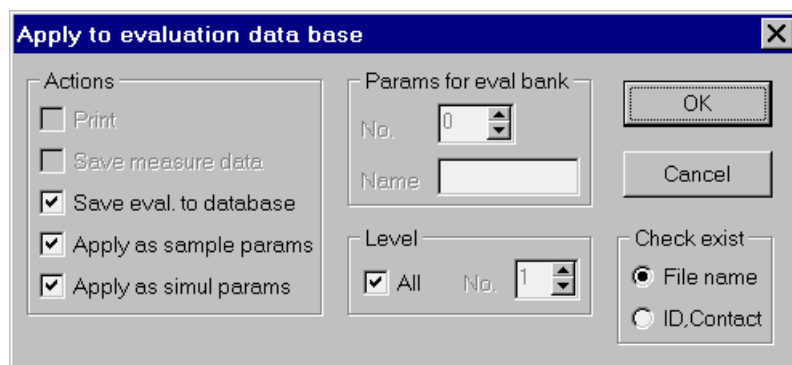 Apply to evaluation data base
Actions
Print
Save measure data
Save eval. to database
Apply as sample params
Apply as simul params
Params for eval bank
No. 0
Name
Level
All No. 1
OK
Cancel
Check exist
File name
ID,Contact